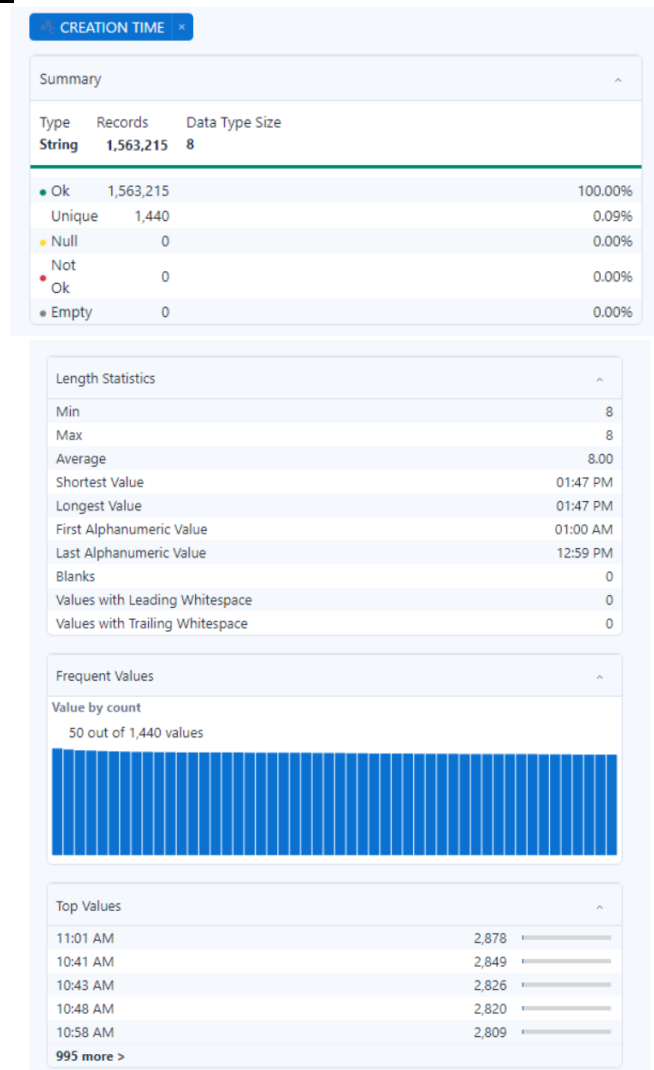 CREATION TIME ×
Summary
Type Records Data Type Size
String 1,563,215 8
Ok 1,563,215 100.00%
Unique 1,440 0.09%
Null 0 0.00%
Not
Ok 0 0.00%
Empty 0 0.00%
Length Statistics
Min 8
Max 8
Average 8.00
Shortest Value 01:47 PM
Longest Value 01:47 PM
First Alphanumeric Value 01:00 AM
Last Alphanumeric Value 12:59 PM
Blanks 0
Values with Leading Whitespace 0
Values with Trailing Whitespace 0
Frequent Values
Value by count
50 out of 1,440 values
Top Values
11:01 AM 2,878
10:41 AM 2,849
10:43 AM 2,826
10:48 AM 2,820
10:58 AM 2,809
995 more >